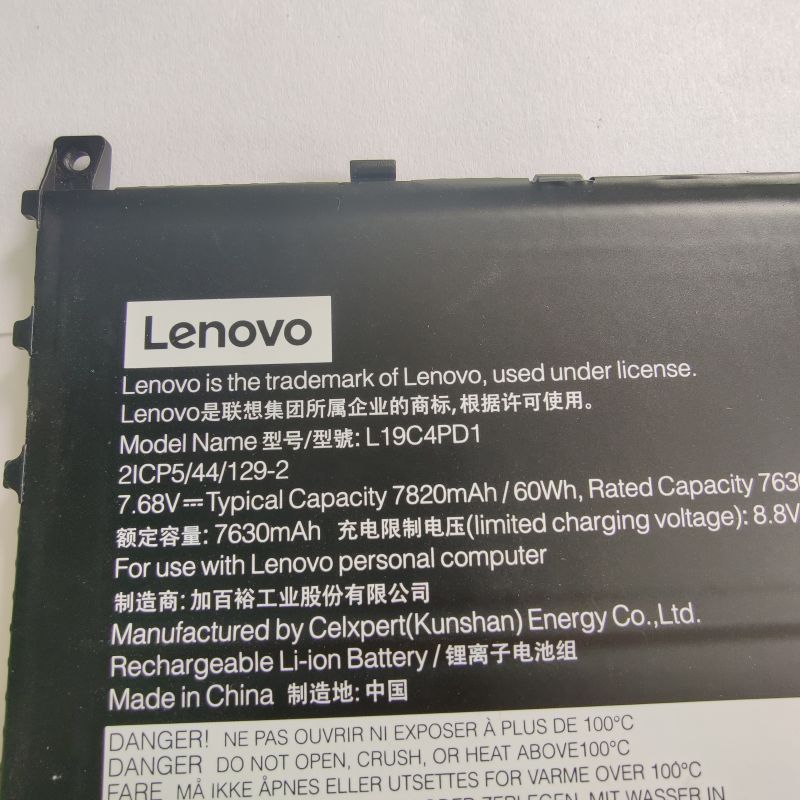 Lenovo
Lenovo is the trademark of Lenovo, used under license.
Lenovo是联想集团所属企业的商标,根据许可使用。
Model Name 型号/型號: L19C4PD1
2ICP5/44/129-2
7.68V⎓Typical Capacity 7820mAh / 60Wh, Rated Capacity 7630
额定容量: 7630mAh 充电限制电压(limited charging voltage): 8.8V
For use with Lenovo personal computer
制造商: 加百裕工业股份有限公司
Manufactured by Celxpert(Kunshan) Energy Co.,Ltd.
Rechargeable Li-ion Battery / 锂离子电池组
Made in China 制造地: 中国
DANGER! NE PAS OUVRIR NI EXPOSER À PLUS DE 100°C
DANGER DO NOT OPEN, CRUSH, OR HEAT ABOVE100°C
FARE MÅ IKKE ÅPNES ELLER UTSETTES FOR VARME OVER 100°C
ODER ZERLEGEN, MIT WASSER IN